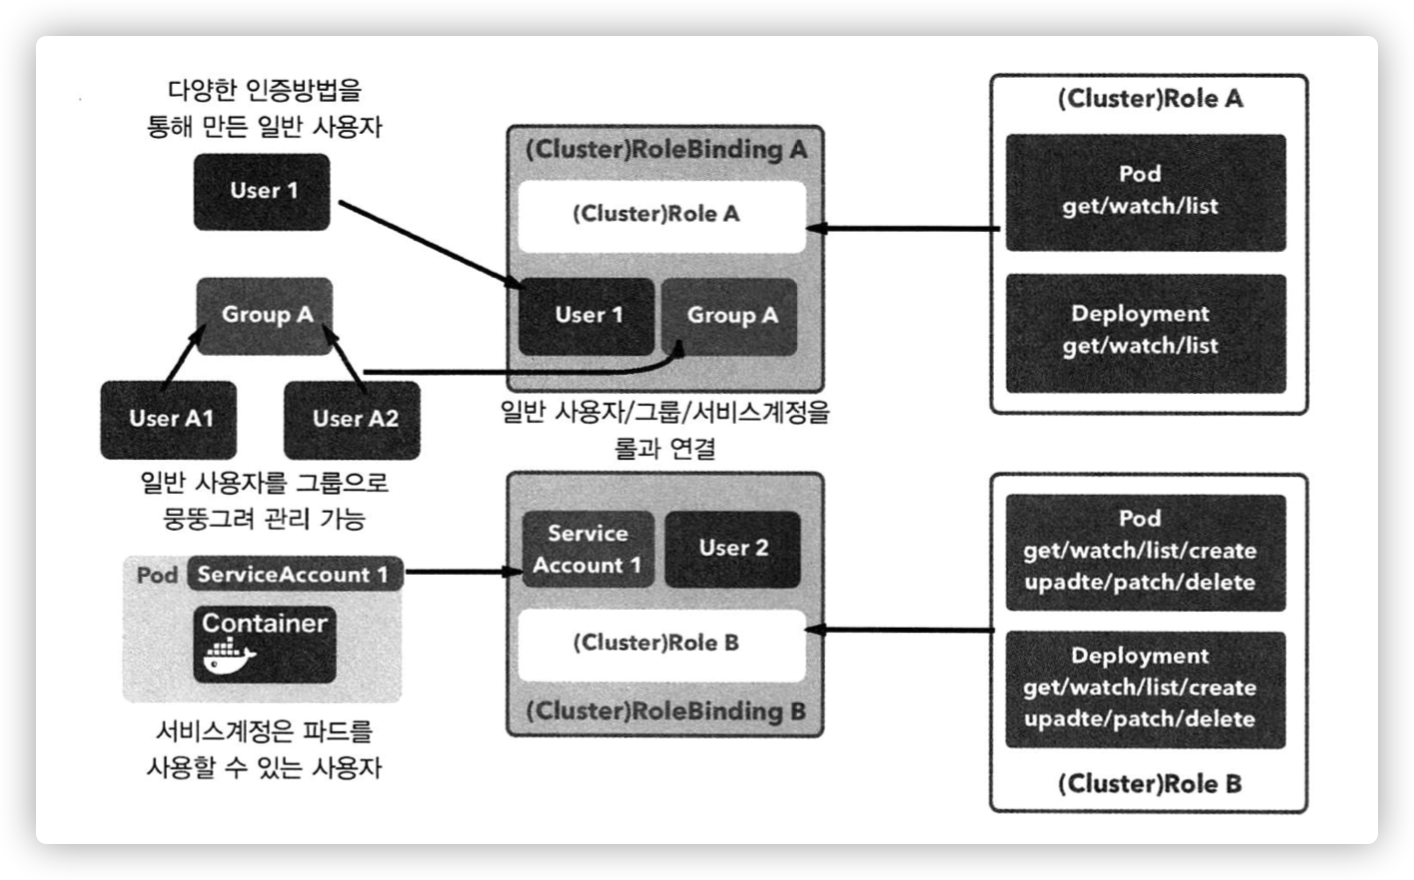 다양한 인증방법을
통해 만든 일반 사용자
User 1
Group A
User A1
User A2
일반 사용자를 그룹으로
뭉뚱그려 관리 가능
Pod
ServiceAccount 1
Container
서비스계정은 파드를
사용할 수 있는 사용자
(Cluster)RoleBinding A
(Cluster)Role A
User 1
Group A
일반 사용자/그룹/서비스계정을
롤과 연결
Service
Account 1
User 2
(Cluster)Role B
(Cluster)RoleBinding B
(Cluster)Role A
Pod
get/watch/list
Deployment
get/watch/list
Pod
get/watch/list/create
upadte/patch/delete
Deployment
get/watch/list/create
upadte/patch/delete
(Cluster)Role B